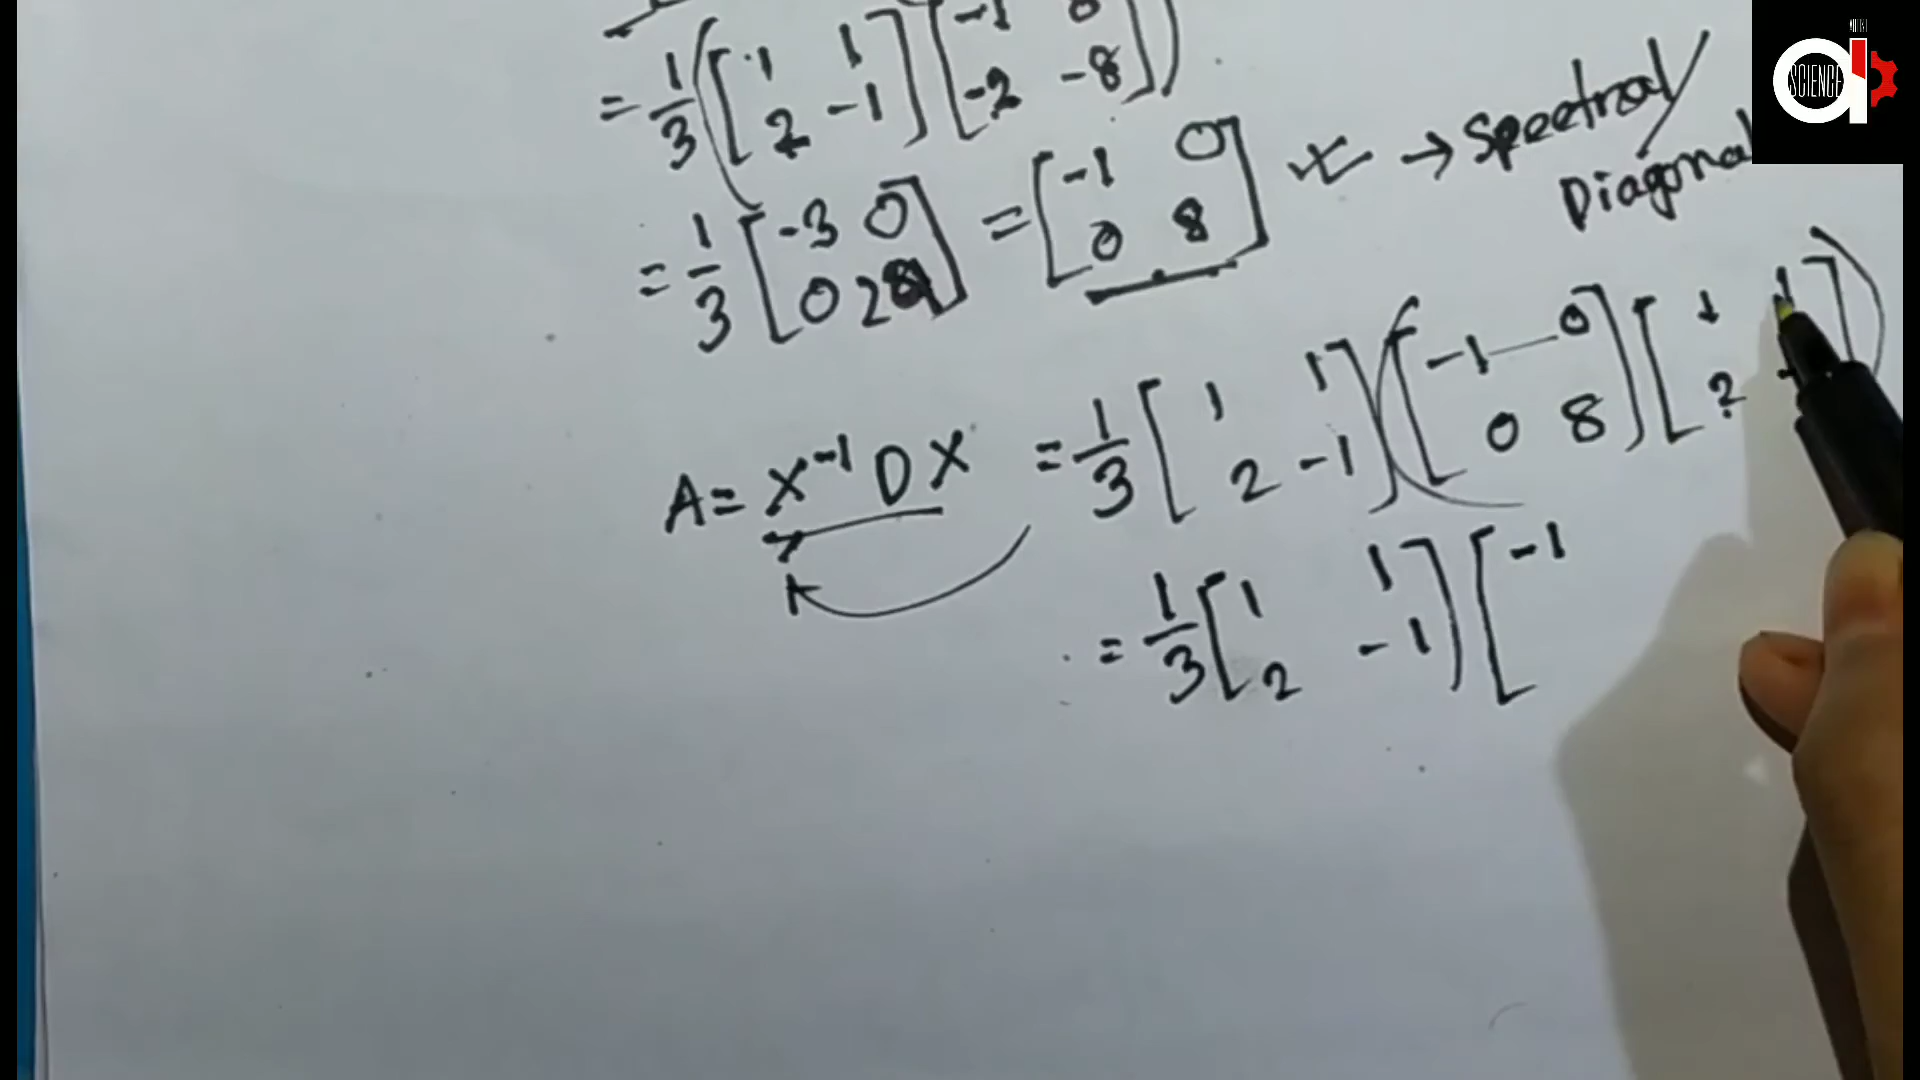 = 1/3 ( [ 1 1 ; 2 -1 ] [ -1 0 ; -2 -8 ] )
= 1/3 [ -3 0 ; 0 2 ] = [ -1 0 ; 0 8 ] → Spectral/
Diagonal
A = X⁻¹ D X = 1/3 [ 1 1 ; 2 -1 ] ( [ -1 0 ; 0 8 ] [ 1 1 ; 2 - ] )
= 1/3 [ 1 1 ; 2 -1 ] [ -1
SCIENCE